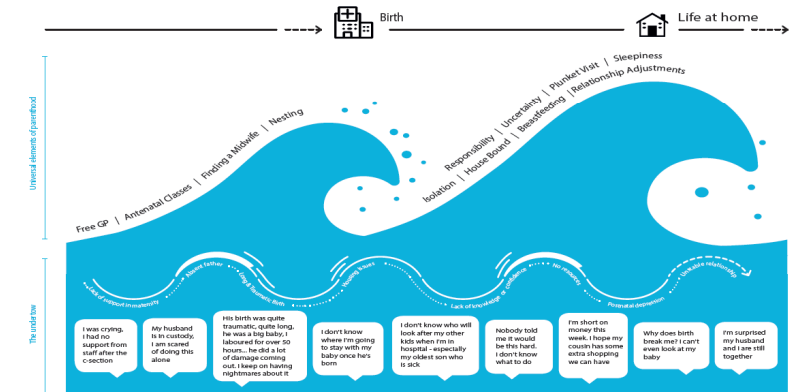 Birth
Life at home
Universal elements of parenthood
Free GP | Antenatal Classes | Finding a Midwife | Nesting
Responsibility | Uncertainty | Plunket Visit | Sleepiness
Isolation | House Bound | Breastfeeding | Relationship Adjustments
The undertow
Lack of support in maternity
Absent Father
Long & Traumatic Birth
Housing Issues
Lack of knowledge or confidence
No resources
Postnatal depression
Unstable relationship
I was crying,
I had no
support from
staff after the
c-section
My husband
is in custody,
I am scared
of doing this
alone
His birth was quite
traumatic, quite long,
he was a big baby, I
laboured for over 50
hours... he did a lot
of damage coming
out. I keep on having
nightmares about it
I don't know
where I'm going
to stay with my
baby once he's
born
I don't know who will
look after my other
kids when I'm in
hospital – especially
my oldest son who
is sick
Nobody told
me it would
be this hard.
I don't know
what to do
I'm short on
money this
week. I hope my
cousin has some
extra shopping
we can have
Why does birth
break me? I can't
even look at my
baby
I'm surprised
my husband
and i are still
together